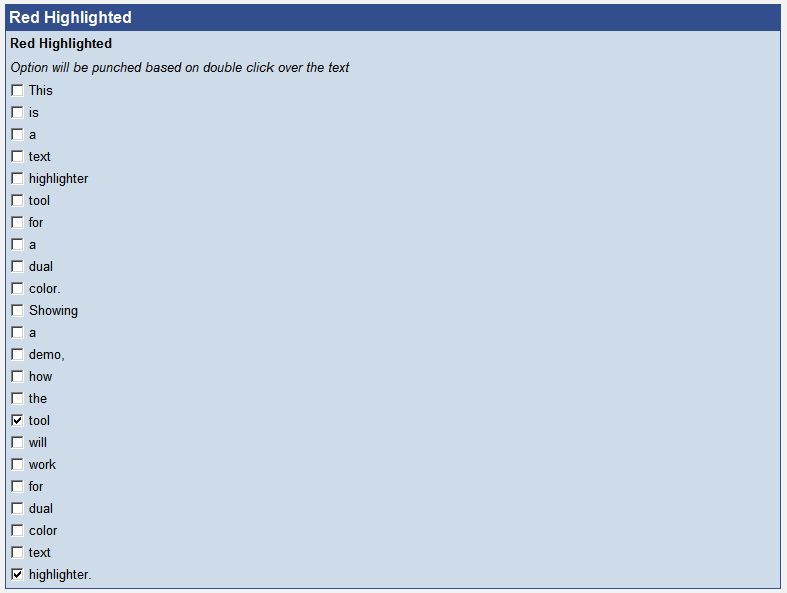 Red Highlighted
Red Highlighted
Option will be punched based on double click over the text
This
is
a
text
highlighter
tool
for
a
dual
color.
Showing
a
demo,
how
the
tool
will
work
for
dual
color
text
highlighter.